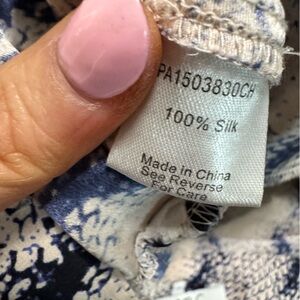 PA1503830CH
100% Silk
Made in China
See Reverse
For Care